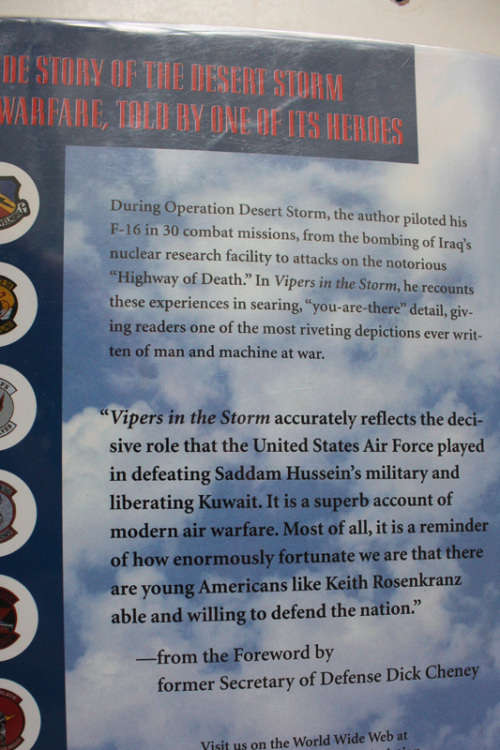 DE STORY OF THE DESERT STORM
WARFARE, TOLD BY ONE OF ITS HEROES
During Operation Desert Storm, the author piloted his
F-16 in 30 combat missions, from the bombing of Iraq's
nuclear research facility to attacks on the notorious
“Highway of Death.” In Vipers in the Storm, he recounts
these experiences in searing, “you-are-there” detail, giv-
ing readers one of the most riveting depictions ever writ-
ten of man and machine at war.
“Vipers in the Storm accurately reflects the deci-
sive role that the United States Air Force played
in defeating Saddam Hussein's military and
liberating Kuwait. It is a superb account of
modern air warfare. Most of all, it is a reminder
of how enormously fortunate we are that there
are young Americans like Keith Rosenkranz
able and willing to defend the nation.”
—from the Foreword by
former Secretary of Defense Dick Cheney
Visit us on the World Wide Web at